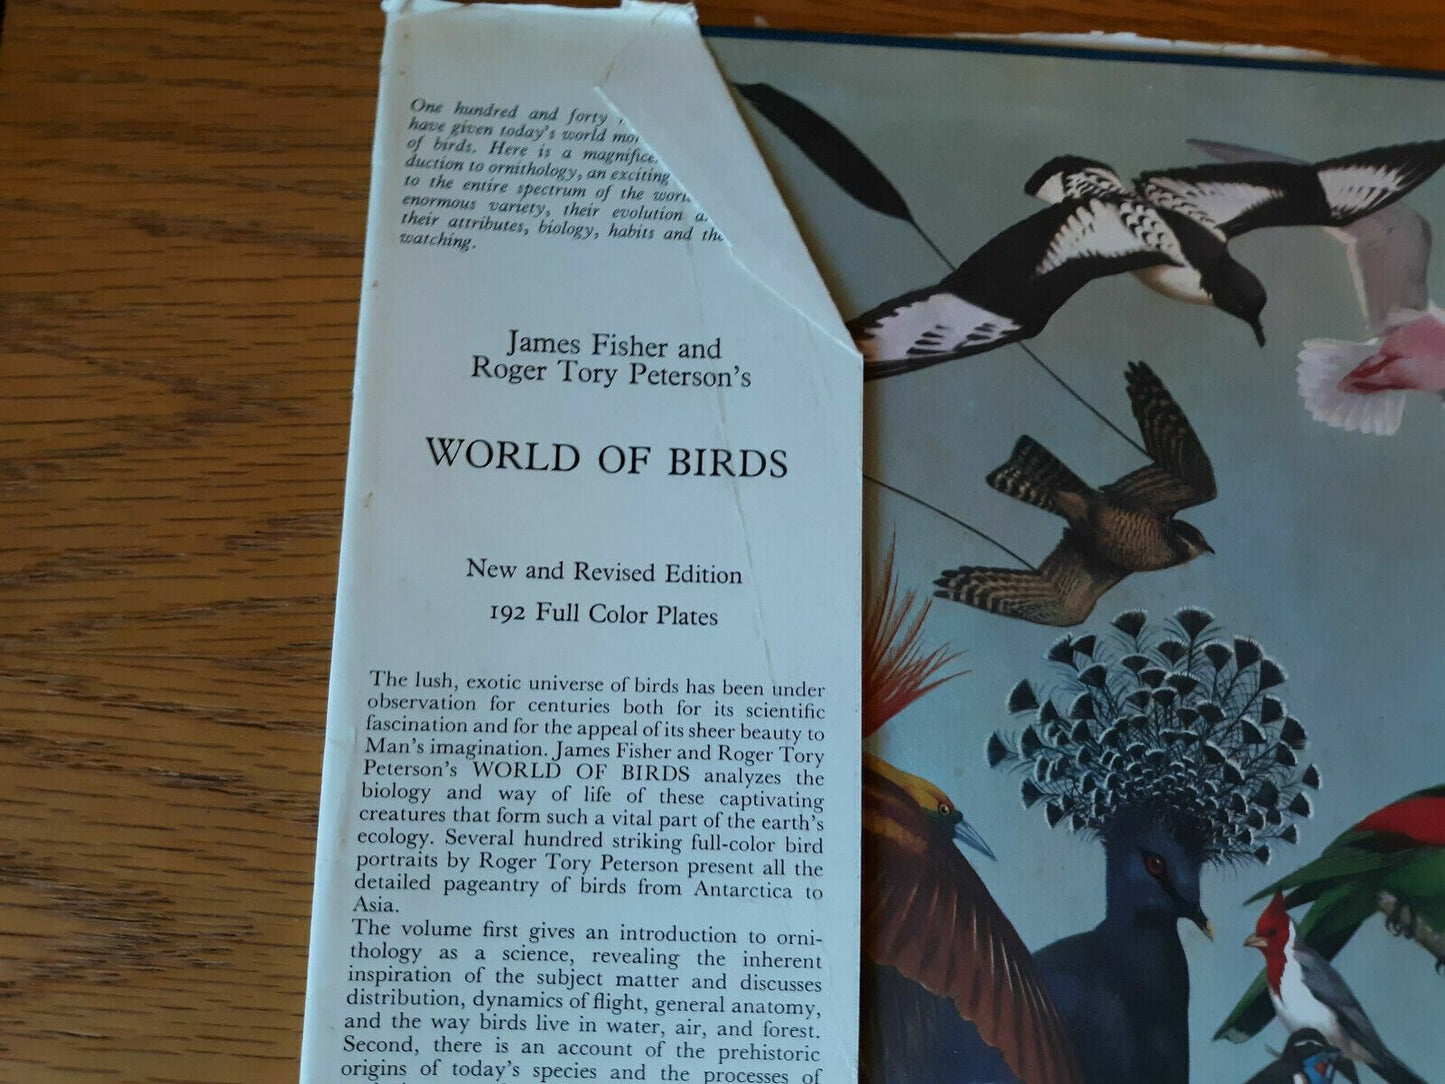 One hundred and forty
have given today's world
of birds. Here is a
duction to ornithology, an exciting
to the entire spectrum of the
enormous variety, their evolution
their attributes, biology, habits and
watching.
James Fisher and
Roger Tory Peterson's
WORLD OF BIRDS
New and Revised Edition
192 Full Color Plates
The lush, exotic universe of birds has been under
observation for centuries both for its scientific
fascination and for the appeal of its sheer beauty to
Man's imagination. James Fisher and Roger Tory
Peterson's WORLD OF BIRDS analyzes the
biology and way of life of these captivating
creatures that form such a vital part of the earth's
ecology. Several hundred striking full-color bird
portraits by Roger Tory Peterson present all the
detailed pageantry of birds from Antarctica to
Asia.
The volume first gives an introduction to orni-
thology as a science, revealing the inherent
inspiration of the subject matter and discusses
distribution, dynamics of flight, general anatomy,
and the way birds live in water, air, and forest.
Second, there is an account of the prehistoric
origins of today's species and the processes of